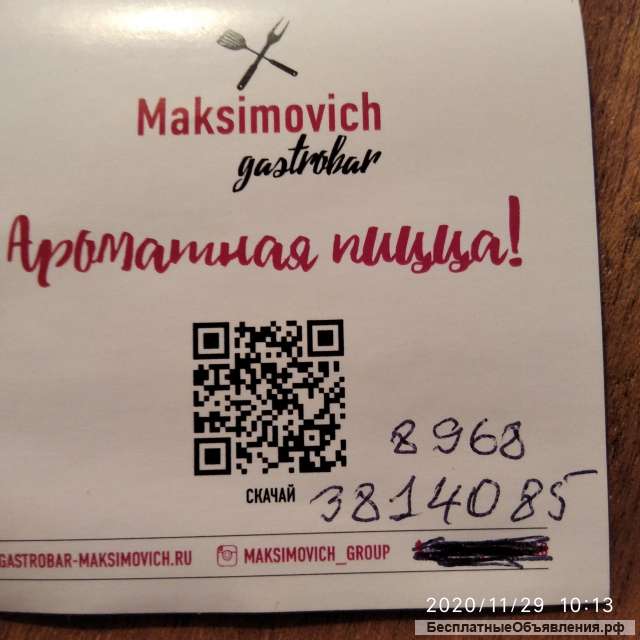 Maksimovich
gastrobar
Ароматная пицца!
8 968
СКАЧАЙ 3814085
GASTROBAR-MAKSIMOVICH.RU MAKSIMOVICH_GROUP
2020/11/29 10:13
БесплатныеОбъявления.рф